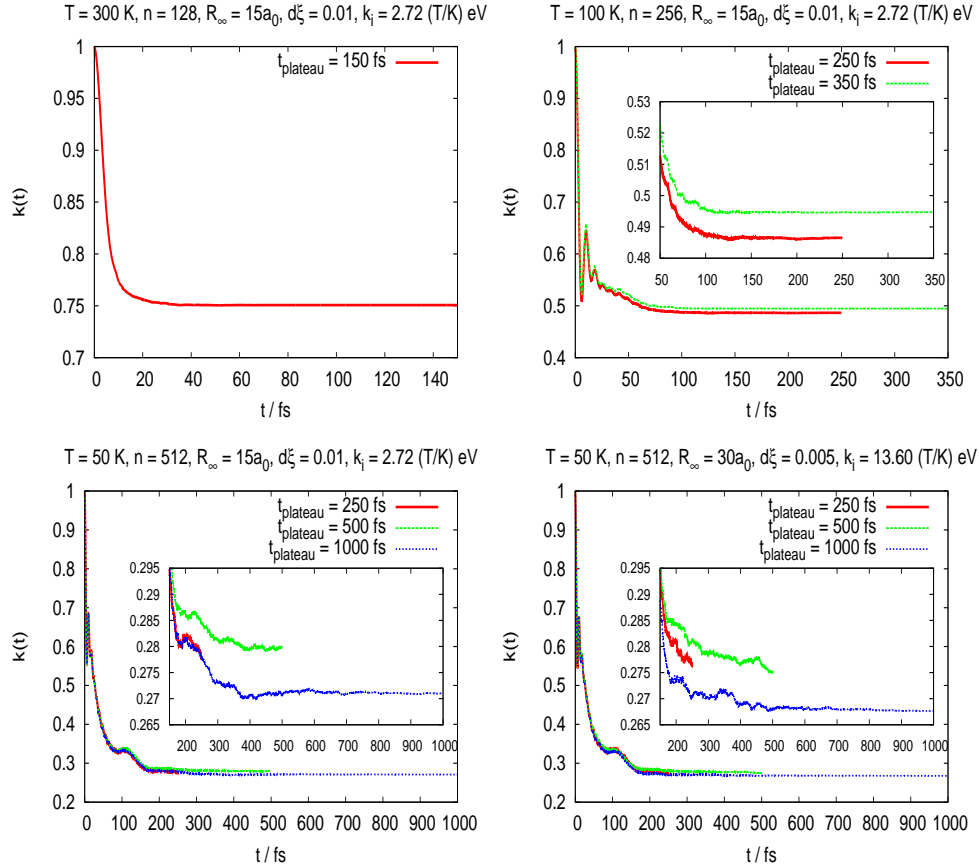 T = 300 K, n = 128, R∞ = 15a0, dξ = 0.01, ki = 2.72 (T/K) eV
tplateau = 150 fs
1
0.95
0.9
0.85
0.8
0.75
0.7
k(t)
0 20 40 60 80 100 120 140
t / fs
T = 100 K, n = 256, R∞ = 15a0, dξ = 0.01, ki = 2.72 (T/K) eV
tplateau = 250 fs
tplateau = 350 fs
1
0.9
0.8
0.7
0.6
0.5
0.4
k(t)
0.53
0.52
0.51
0.5
0.49
0.48
50 100 150 200 250 300 350
0 50 100 150 200 250 300 350
t / fs
T = 50 K, n = 512, R∞ = 15a0, dξ = 0.01, ki = 2.72 (T/K) eV
tplateau = 250 fs
tplateau = 500 fs
tplateau = 1000 fs
1
0.9
0.8
0.7
0.6
0.5
0.4
0.3
0.2
k(t)
0.295
0.29
0.285
0.28
0.275
0.27
0.265
200 300 400 500 600 700 800 900 1000
0 100 200 300 400 500 600 700 800 900 1000
t / fs
T = 50 K, n = 512, R∞ = 30a0, dξ = 0.005, ki = 13.60 (T/K) eV
tplateau = 250 fs
tplateau = 500 fs
tplateau = 1000 fs
1
0.9
0.8
0.7
0.6
0.5
0.4
0.3
0.2
k(t)
0.295
0.29
0.285
0.28
0.275
0.27
0.265
200 300 400 500 600 700 800 900 1000
0 100 200 300 400 500 600 700 800 900 1000
t / fs